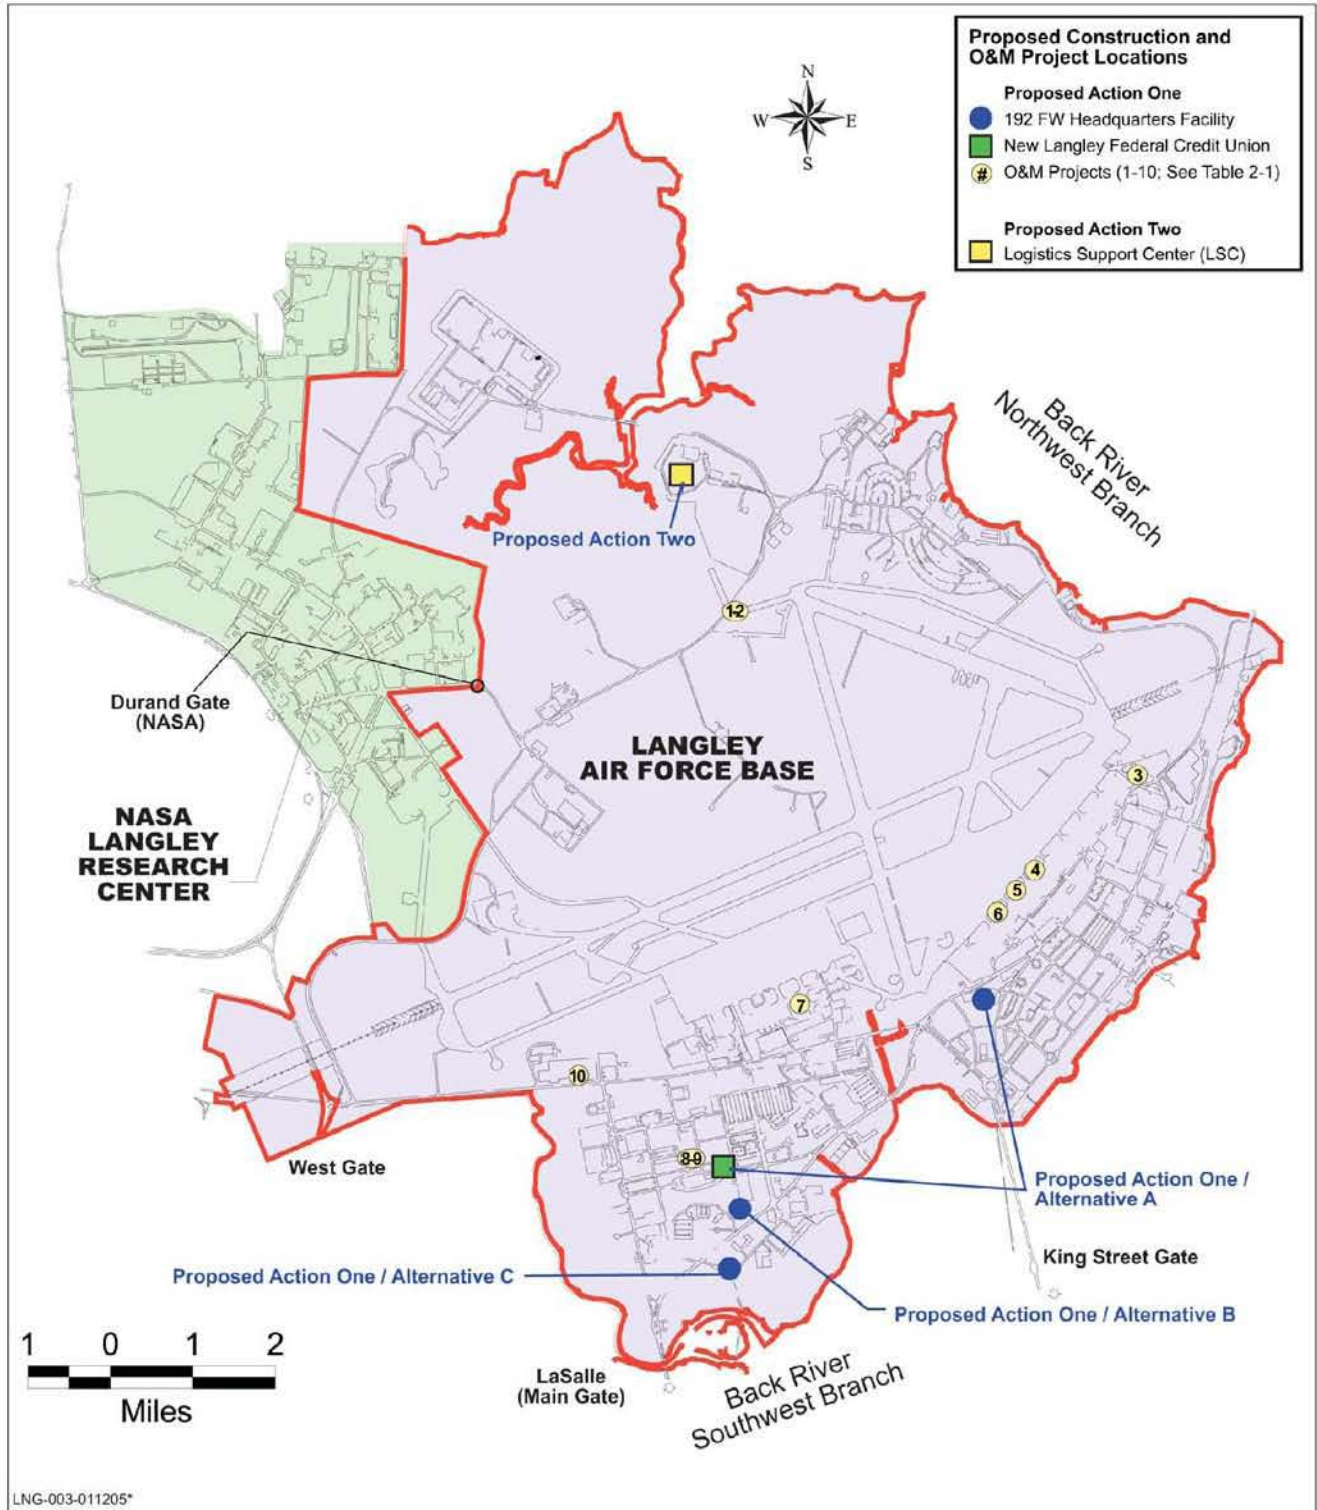 Proposed Construction and
O&M Project Locations
Proposed Action One
192 FW Headquarters Facility
New Langley Federal Credit Union
# O&M Projects (1-10; See Table 2-1)
Proposed Action Two
Logistics Support Center (LSC)
N
W E
S
Back River
Northwest Branch
Proposed Action Two
1-2
Durand Gate
(NASA)
LANGLEY
AIR FORCE BASE
3
NASA
LANGLEY
RESEARCH
CENTER
4
5
6
7
10
8-9
West Gate
Proposed Action One /
Alternative A
King Street Gate
Proposed Action One / Alternative C
Proposed Action One / Alternative B
1 0 1 2
Miles
LaSalle
(Main Gate)
Back River
Southwest Branch
LNG-003-011205*